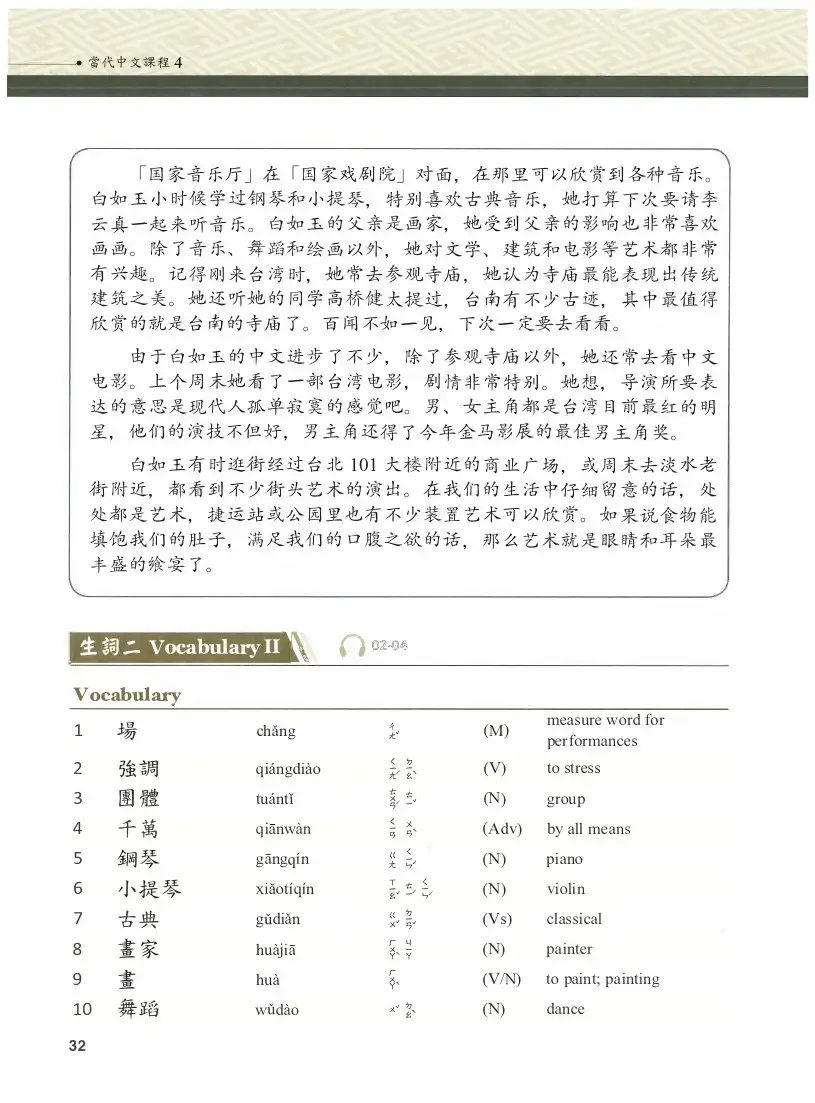 當代中文課程 4
「国家音乐厅」在「国家戏剧院」对面，在那里可以欣赏到各种音乐。
白如玉小时候学过钢琴和小提琴，特别喜欢古典音乐，她打算下次要请李
云真一起来听音乐。白如玉的父亲是画家，她受到父亲的影响也非常喜欢
画画。除了音乐、舞蹈和绘画以外，她对文学、建筑和电影等艺术都非常
有兴趣。记得刚来台湾时，她常去参观寺庙，她认为寺庙最能表现出传统
建筑之美。她还听她的同学高桥健太提过，台南有不少古迹，其中最值得
欣赏的就是台南的寺庙了。百闻不如一见，下次一定要去看看。
由于白如玉的中文进步了不少，除了参观寺庙以外，她还常去看中文
电影。上个周末她看了一部台湾电影，剧情非常特别。她想，导演所要表
达的意思是现代人孤单寂寞的感觉吧。男、女主角都是台湾目前最红的明
星，他们的演技不但好，男主角还得了今年金马影展的最佳男主角奖。
白如玉有时逛街经过台北 101 大楼附近的商业广场，或周末去淡水老
街附近，都看到不少街头艺术的演出。在我们的生活中仔细留意的话，处
处都是艺术，捷运站或公园里也有不少装置艺术可以欣赏。如果说食物能
填饱我们的肚子，满足我们的口腹之欲的话，那么艺术就是眼睛和耳朵最
丰盛的飨宴了。
生詞二 Vocabulary II 02-04
Vocabulary
1 場 chǎng ㄔㄤˇ (M) measure word for
performances
2 強調 qiángdiào ㄑㄧㄤˊ ㄉㄧㄠˋ (V) to stress
3 團體 tuántǐ ㄊㄨㄢˊ ㄊㄧˇ (N) group
4 千萬 qiānwàn ㄑㄧㄢ ㄨㄢˋ (Adv) by all means
5 鋼琴 gāngqín ㄍㄤ ㄑㄧㄣˊ (N) piano
6 小提琴 xiǎotíqín ㄒㄧㄠˇ ㄊㄧˊ ㄑㄧㄣˊ (N) violin
7 古典 gǔdiǎn ㄍㄨˇ ㄉㄧㄢˇ (Vs) classical
8 畫家 huàjiā ㄏㄨㄚˋ ㄐㄧㄚ (N) painter
9 畫 huà ㄏㄨㄚˋ (V/N) to paint; painting
10 舞蹈 wǔdào ㄨˇ ㄉㄠˋ (N) dance
32